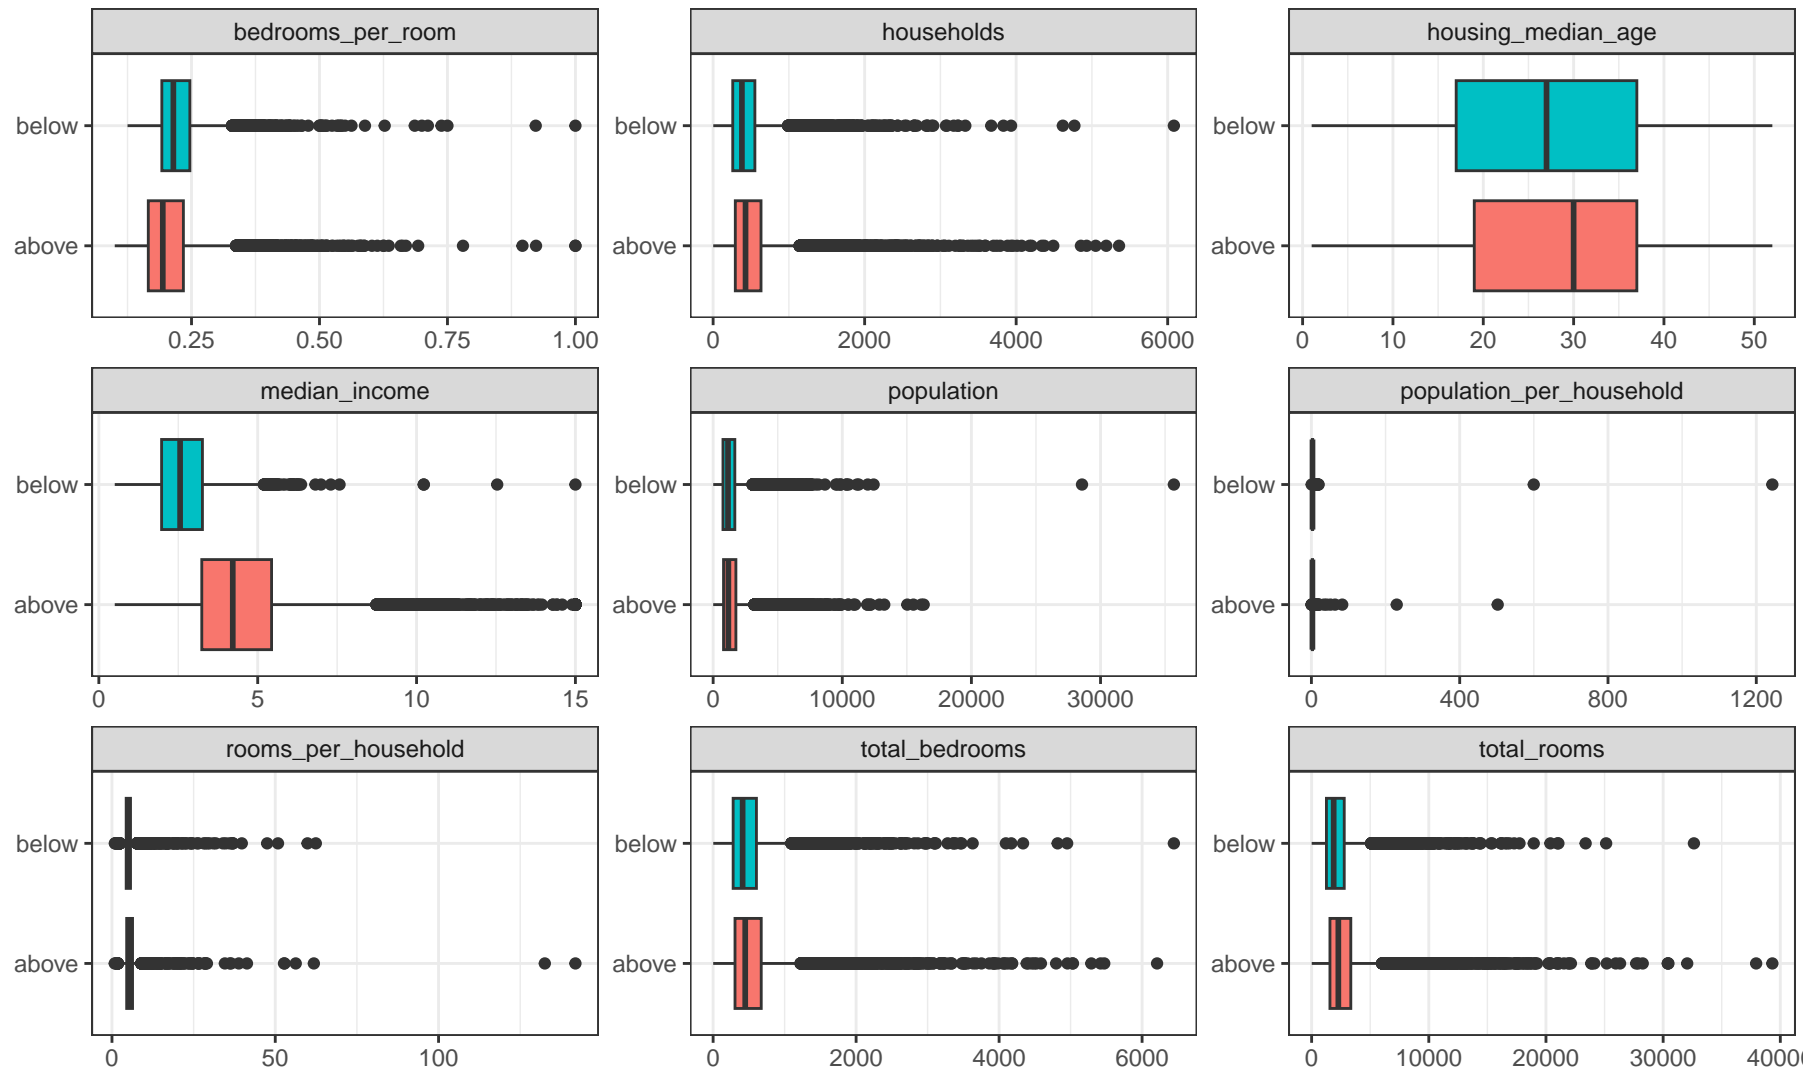 bedrooms_per_room households housing_median_age
below below below
above above above
0.25 0.50 0.75 1.00 0 2000 4000 6000 0 10 20 30 40 50
median_income population population_per_household
below below below
above above above
0 5 10 15 0 10000 20000 30000 0 400 800 1200
rooms_per_household total_bedrooms total_rooms
below below below
above above above
0 50 100 0 2000 4000 6000 0 10000 20000 30000 4000